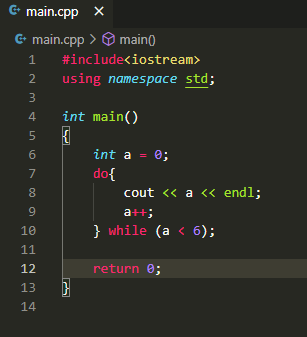 main.cpp ×
main.cpp > main()
1 #include<iostream>
2 using namespace std;
3
4 int main()
5 {
6     int a = 0;
7     do{
8         cout << a << endl;
9         a++;
10     } while (a < 6);
11
12     return 0;
13 }
14